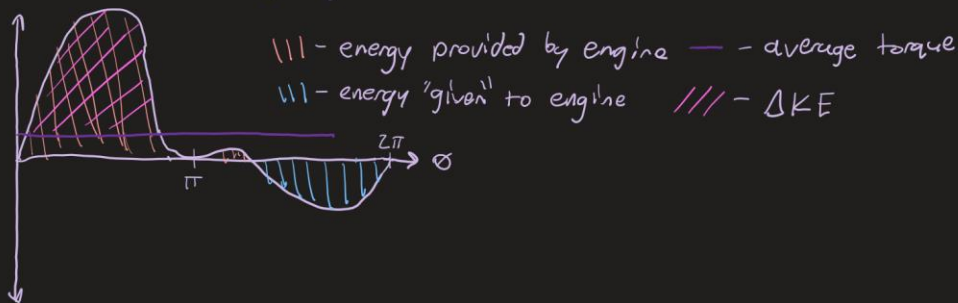 - energy provided by engine - average torque
- energy "given" to engine - ΔKE
2π
π
ø